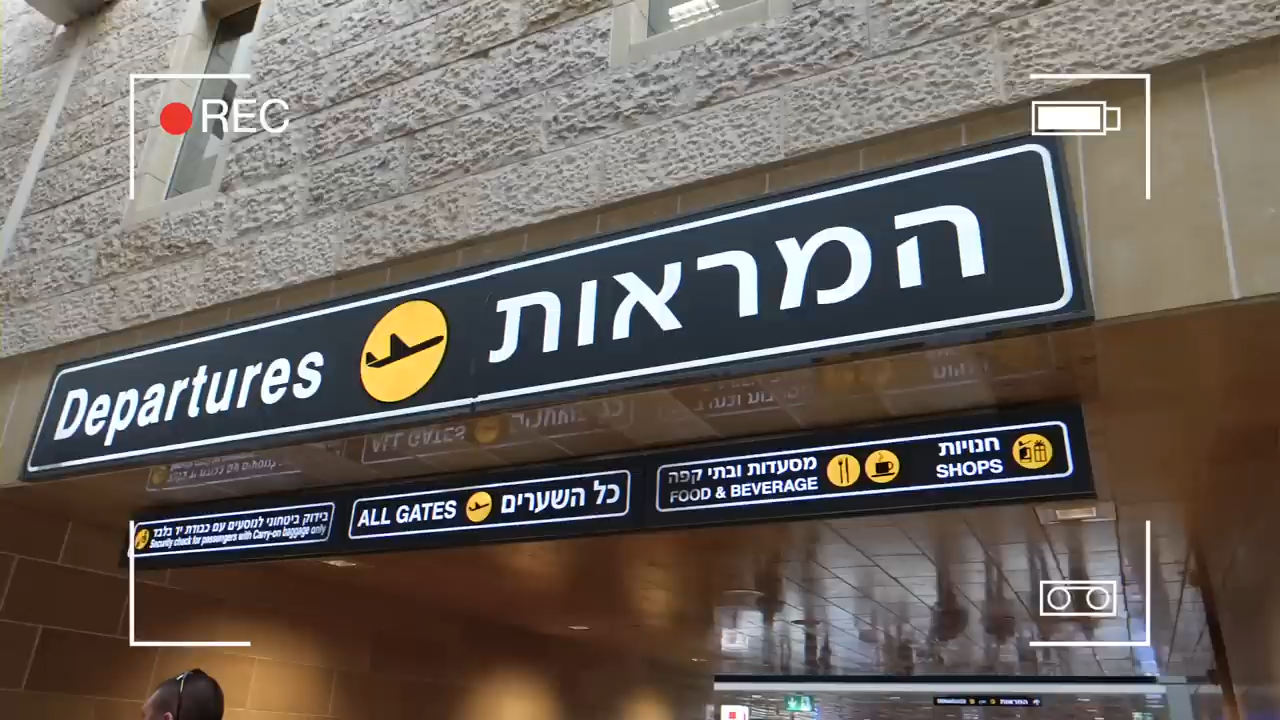 REC
Departures המראות
בידוק ביטחוני לנוסעים עם כבודת יד בלבד
Security check for passengers with Carry-on baggage only
ALL GATES כל השערים
מסעדות ובתי קפה
FOOD & BEVERAGE
חנויות
SHOPS